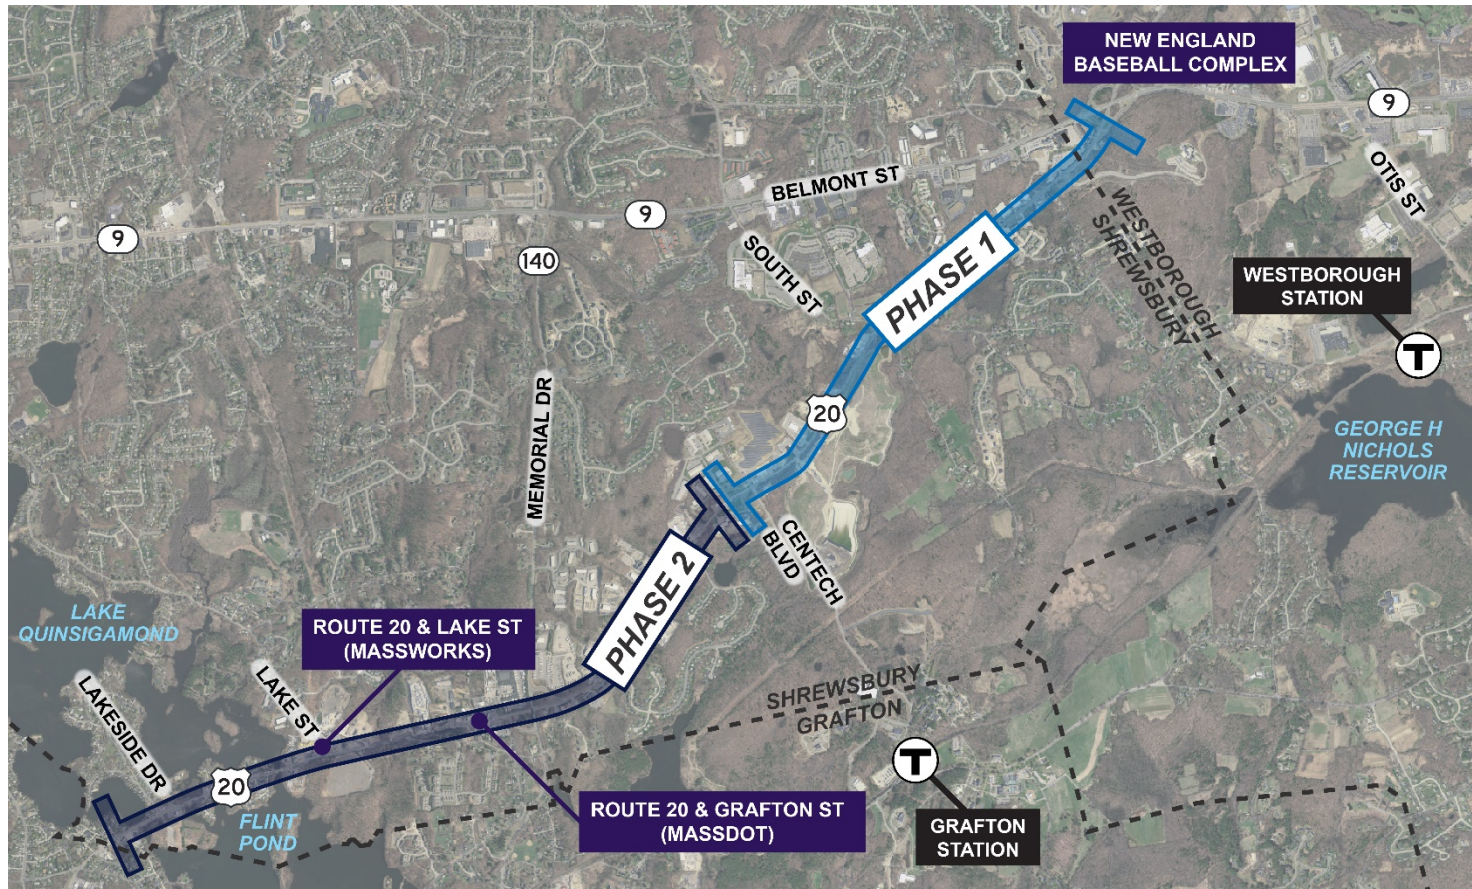 NEW ENGLAND
BASEBALL COMPLEX
9
OTIS ST
BELMONT ST
9
9
140
SOUTH ST
PHASE 1
WESTBOROUGH
SHREWSBURY
WESTBOROUGH
STATION
T
20
GEORGE H
NICHOLS
RESERVOIR
MEMORIAL DR
CENTECH
BLVD
PHASE 2
LAKE
QUINSIGAMOND
ROUTE 20 & LAKE ST
(MASSWORKS)
LAKESIDE DR
LAKE ST
SHREWSBURY
GRAFTON
T
20
FLINT
POND
ROUTE 20 & GRAFTON ST
(MASSDOT)
GRAFTON
STATION